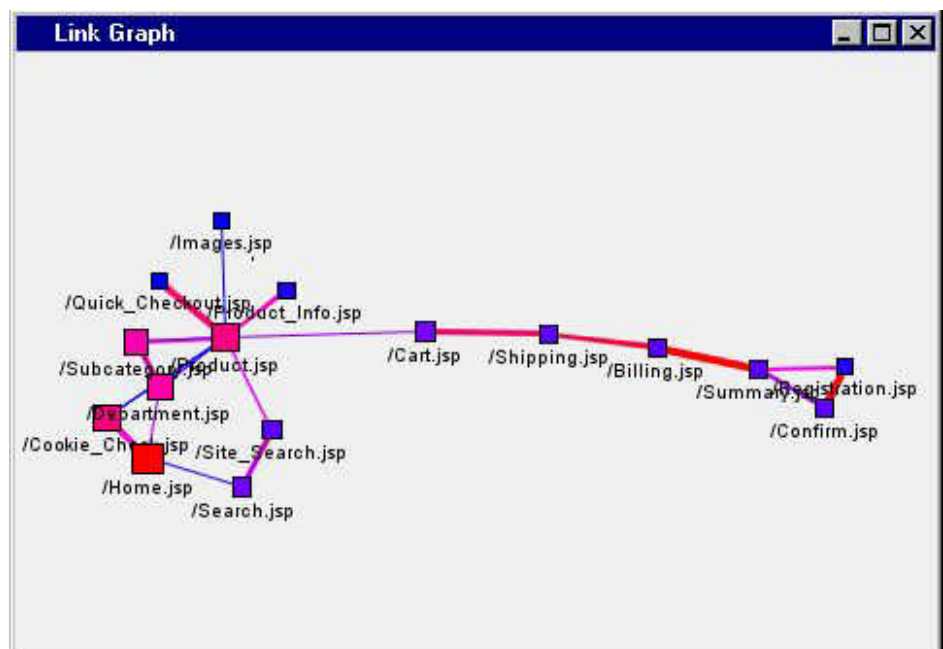 Link Graph
/Images.jsp
/Quick_Checkout.jsp
/Product_Info.jsp
/Subcategory.jsp
/Product.jsp
/Cart.jsp
/Shipping.jsp
/Billing.jsp
/Summary.jsp
/Registration.jsp
/Department.jsp
/Confirm.jsp
/Cookie_Check.jsp
/Site_Search.jsp
/Home.jsp
/Search.jsp